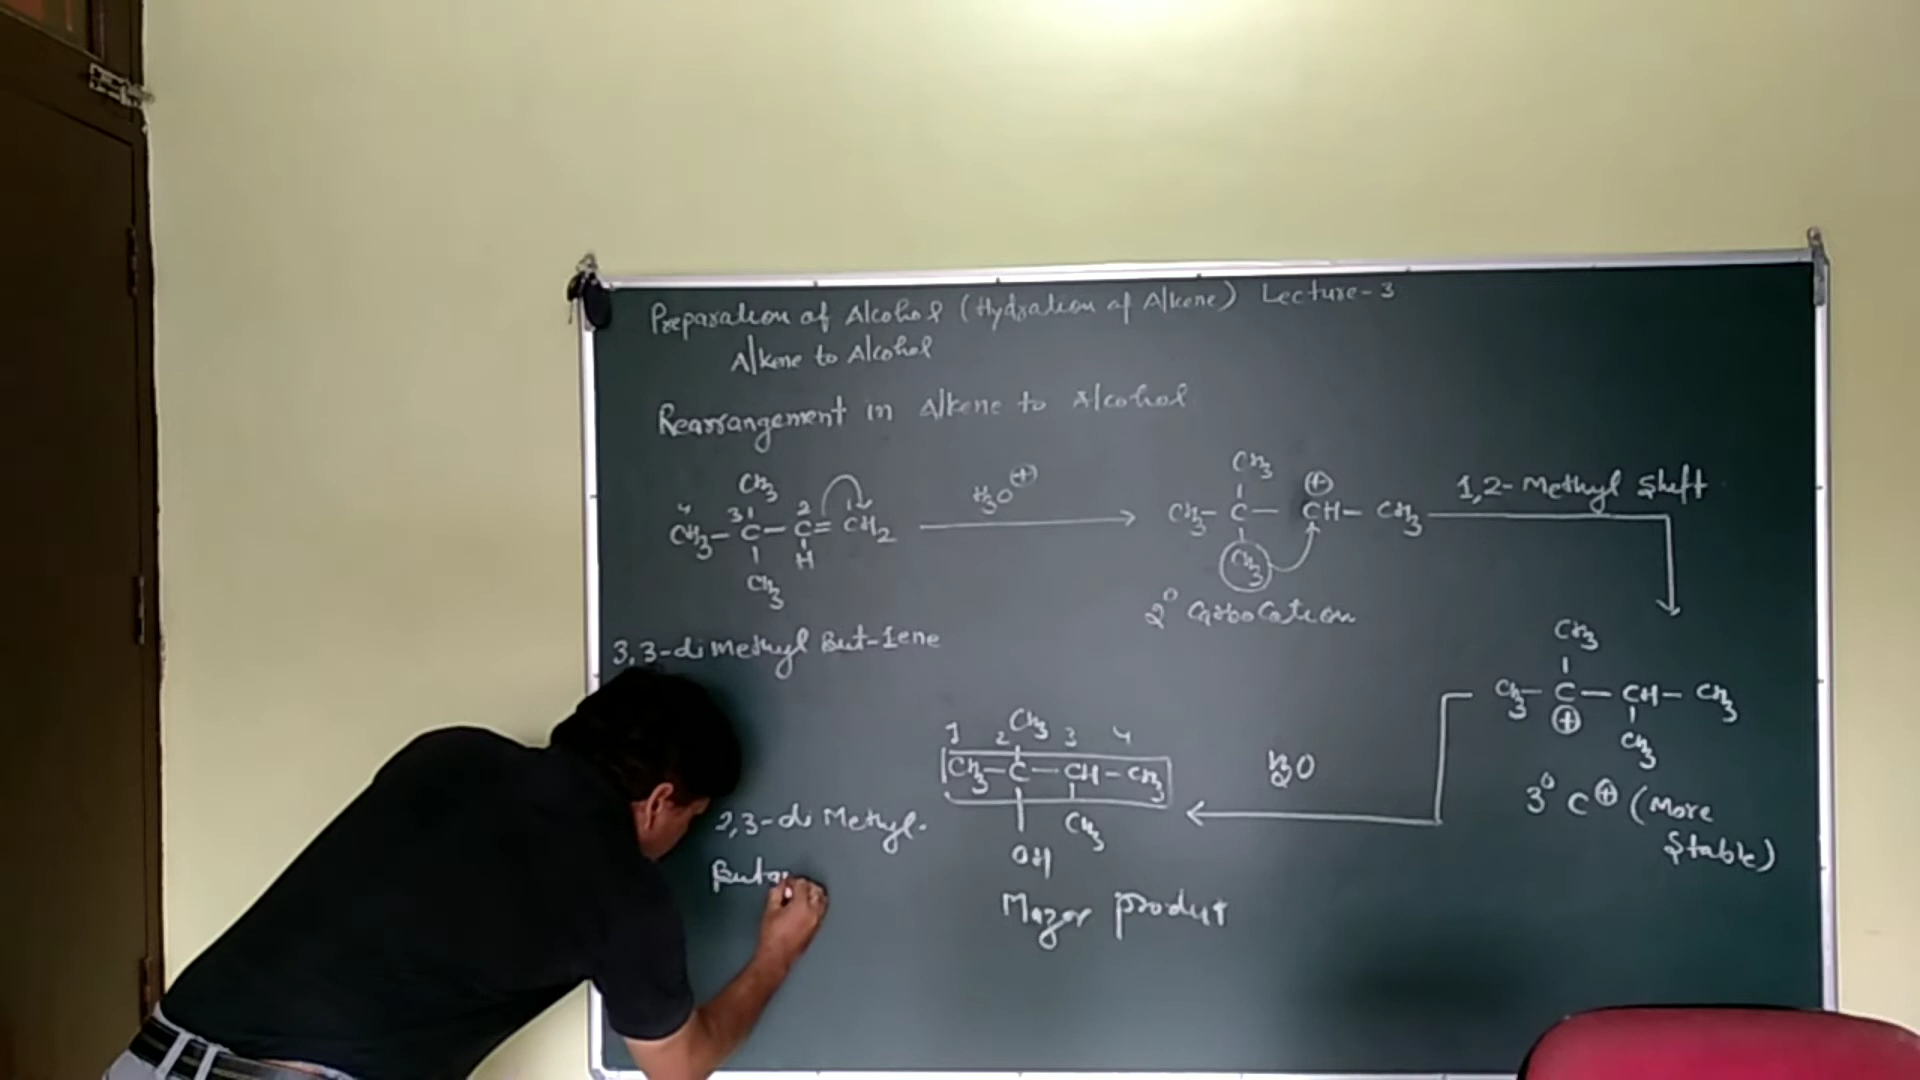 Preparation of Alcohol (Hydration of Alkene) Lecture-3
Alkene to Alcohol
Rearrangement in Alkene to Alcohol
CH3
4 3 2 1
CH3-C-C=CH2
H
CH3
H3O+
CH3
CH3-C-CH-CH3
+
CH3
2° Carbocation
1,2-Methyl Shift
3,3-di Methyl But-1ene
CH3
CH3-C-CH-CH3
+
CH3
3° C+ (More
Stable)
H2O
CH3
1 2 3 4
CH3-C-CH-CH3
CH3
OH
Major product
2,3-di Methyl-
Buta